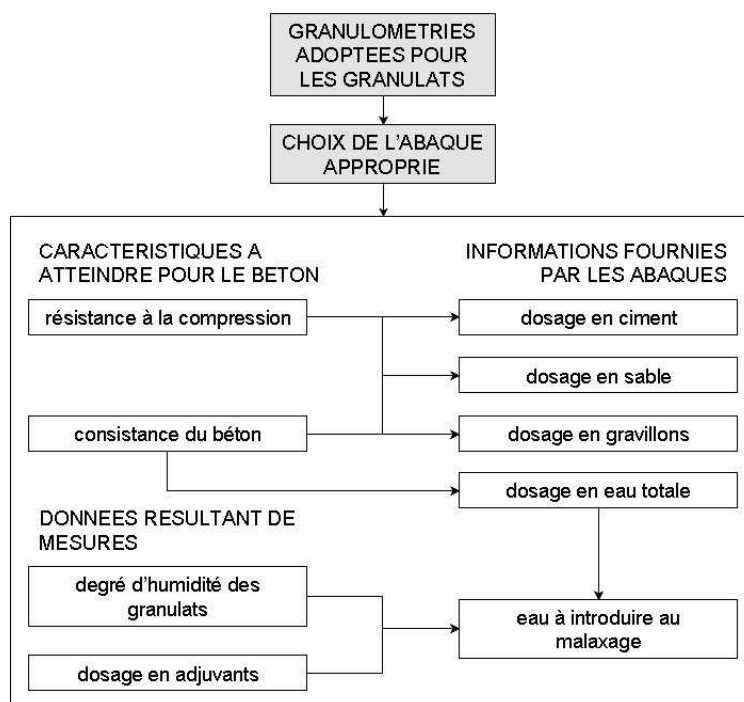 GRANULOMETRIES
ADOPTEES POUR
LES GRANULATS
CHOIX DE L'ABAQUE
APPROPRIE
CARACTERISTIQUES A
ATTEINDRE POUR LE BETON
INFORMATIONS FOURNIES
PAR LES ABAQUES
résistance à la compression
dosage en ciment
dosage en sable
consistance du béton
dosage en gravillons
dosage en eau totale
DONNEES RESULTANT DE
MESURES
degré d'humidité des
granulats
eau à introduire au
malaxage
dosage en adjuvants